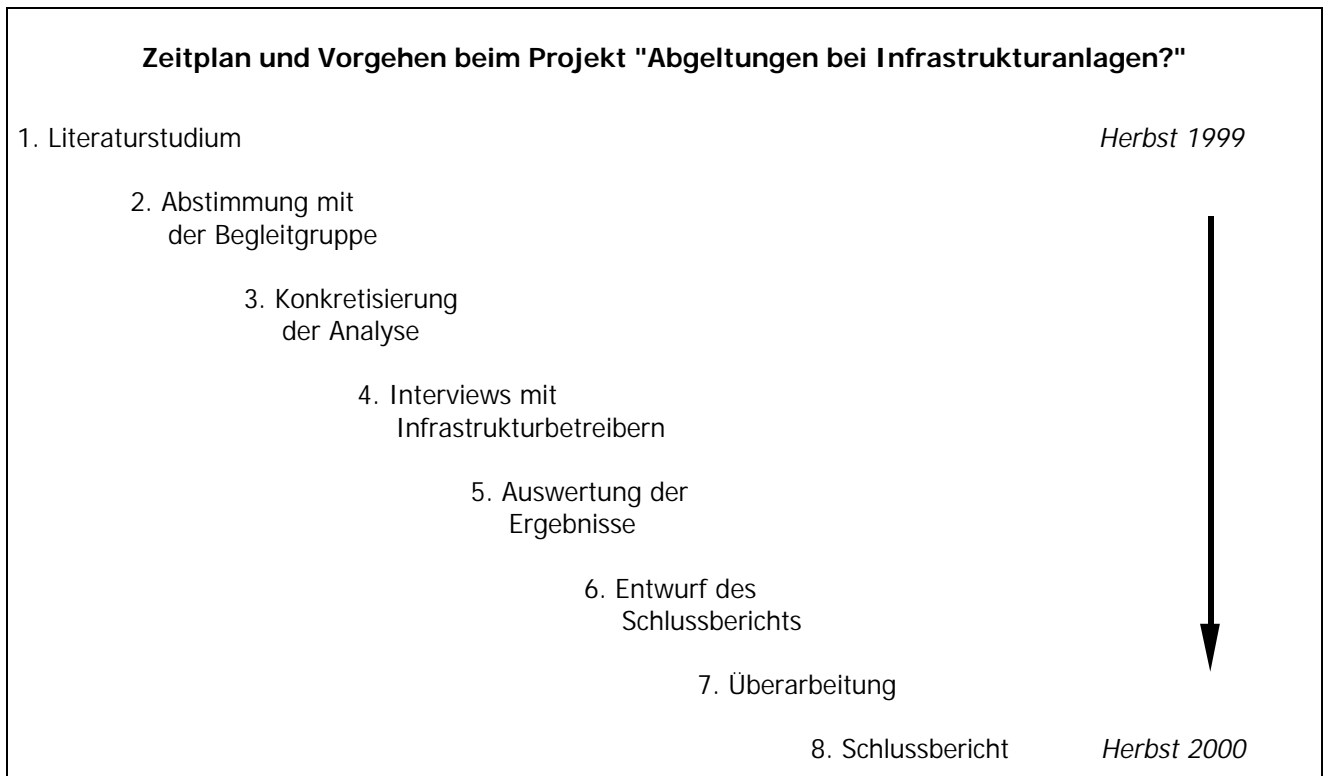 Zeitplan und Vorgehen beim Projekt "Abgeltungen bei Infrastrukturanlagen?"
1. Literaturstudium Herbst 1999
2. Abstimmung mit
der Begleitgruppe
3. Konkretisierung
der Analyse
4. Interviews mit
Infrastrukturbetreibern
5. Auswertung der
Ergebnisse
6. Entwurf des
Schlussberichts
7. Überarbeitung
8. Schlussbericht Herbst 2000